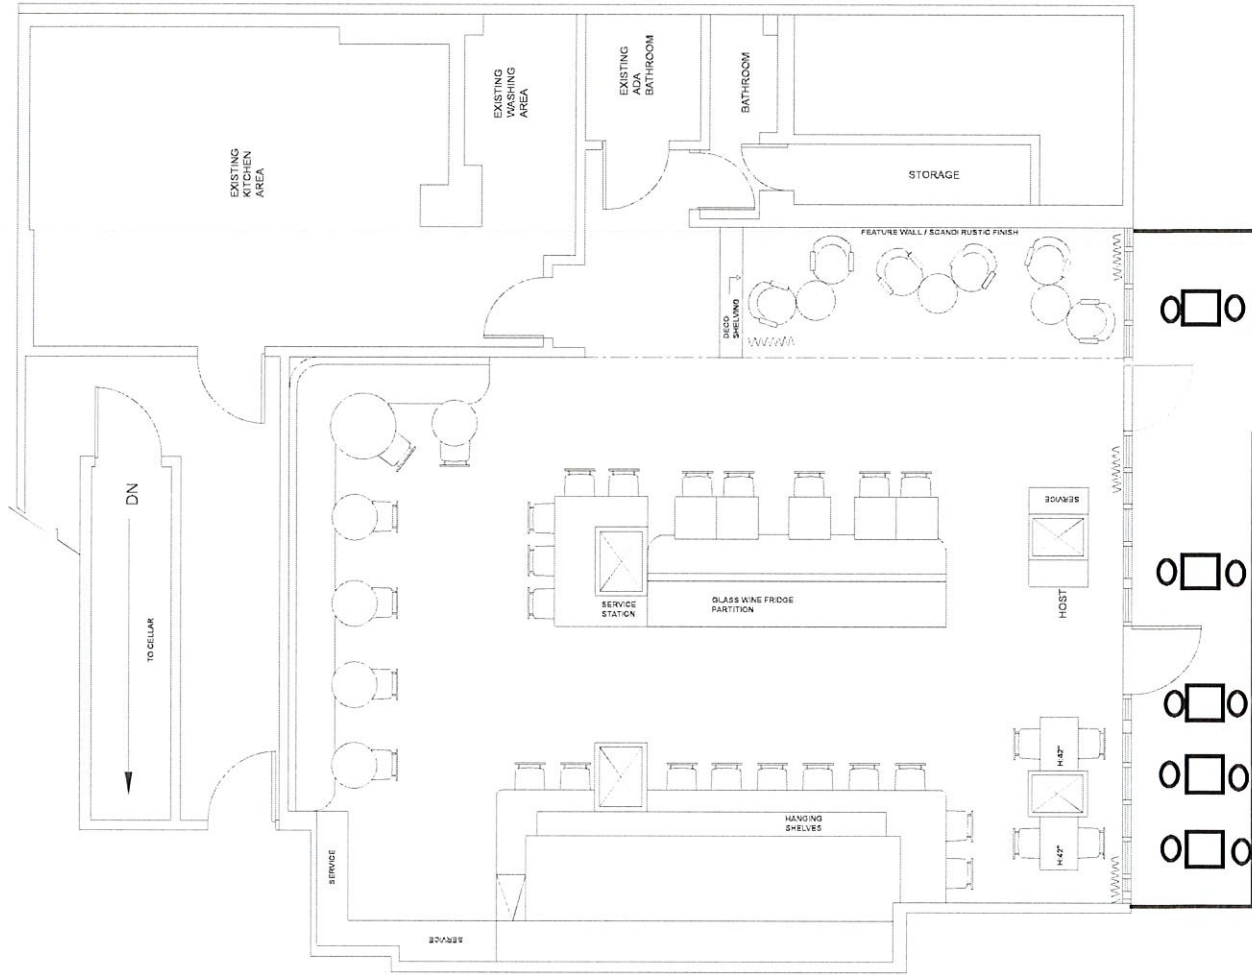 EXISTING
KITCHEN
AREA
EXISTING
WASHING
AREA
EXISTING
ADA
BATHROOM
BATHROOM
STORAGE
FEATURE WALL / SCANDI RUSTIC FINISH
DECO
SHELVING
DN
TO CELLAR
SERVICE
STATION
GLASS WINE FRIDGE
PARTITION
SERVICE
HOST
H:42"
H:42"
HANGING
SHELVES
SERVICE
SERVICE